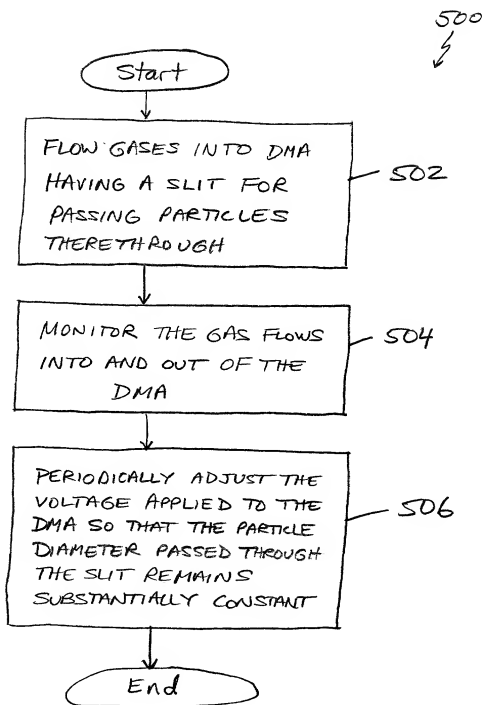 500
Start
FLOW GASES INTO DMA
HAVING A SLIT FOR
PASSING PARTICLES
THERETHROUGH
502
MONITOR THE GAS FLOWS
INTO AND OUT OF THE
DMA
504
PERIODICALLY ADJUST THE
VOLTAGE APPLIED TO THE
DMA SO THAT THE PARTICLE
DIAMETER PASSED THROUGH
THE SLIT REMAINS
SUBSTANTIALLY CONSTANT
506
End